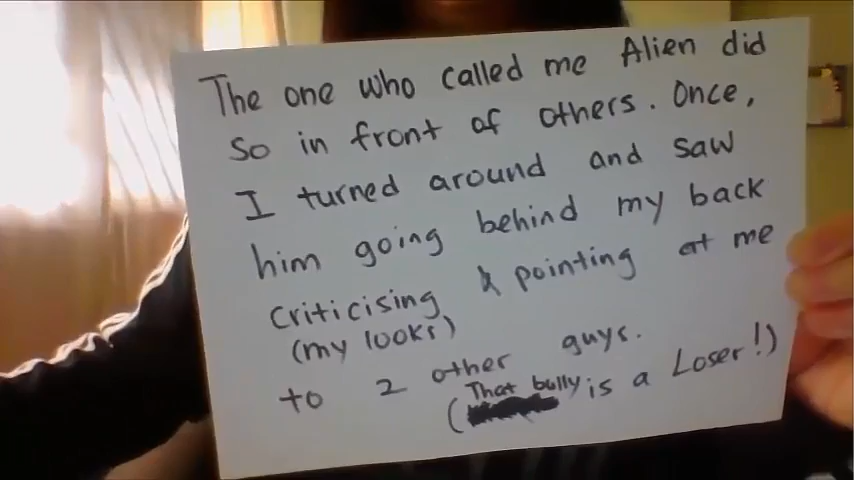 The one who called me Alien did
so in front of others. Once,
I turned around and saw
him going behind my back
criticising & pointing at me
(my looks)
to 2 other guys.
(That bully is a Loser!)